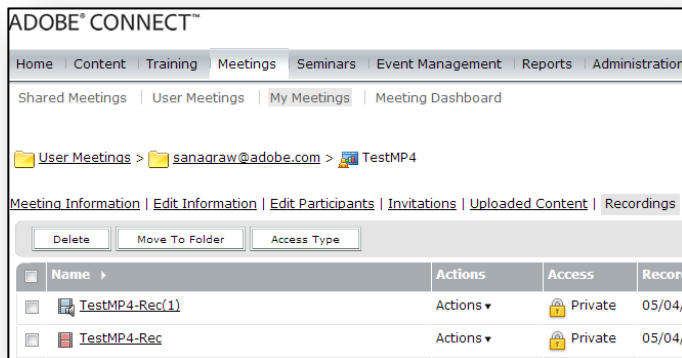 ADOBE® CONNECT™
Home | Content | Training | Meetings | Seminars | Event Management | Reports | Administration
Shared Meetings | User Meetings | My Meetings | Meeting Dashboard
User Meetings > sanagraw@adobe.com > TestMP4
Meeting Information | Edit Information | Edit Participants | Invitations | Uploaded Content | Recordings
Delete Move To Folder Access Type
Name Actions Access Recor
TestMP4-Rec(1) Actions Private 05/04/
TestMP4-Rec Actions Private 05/04/